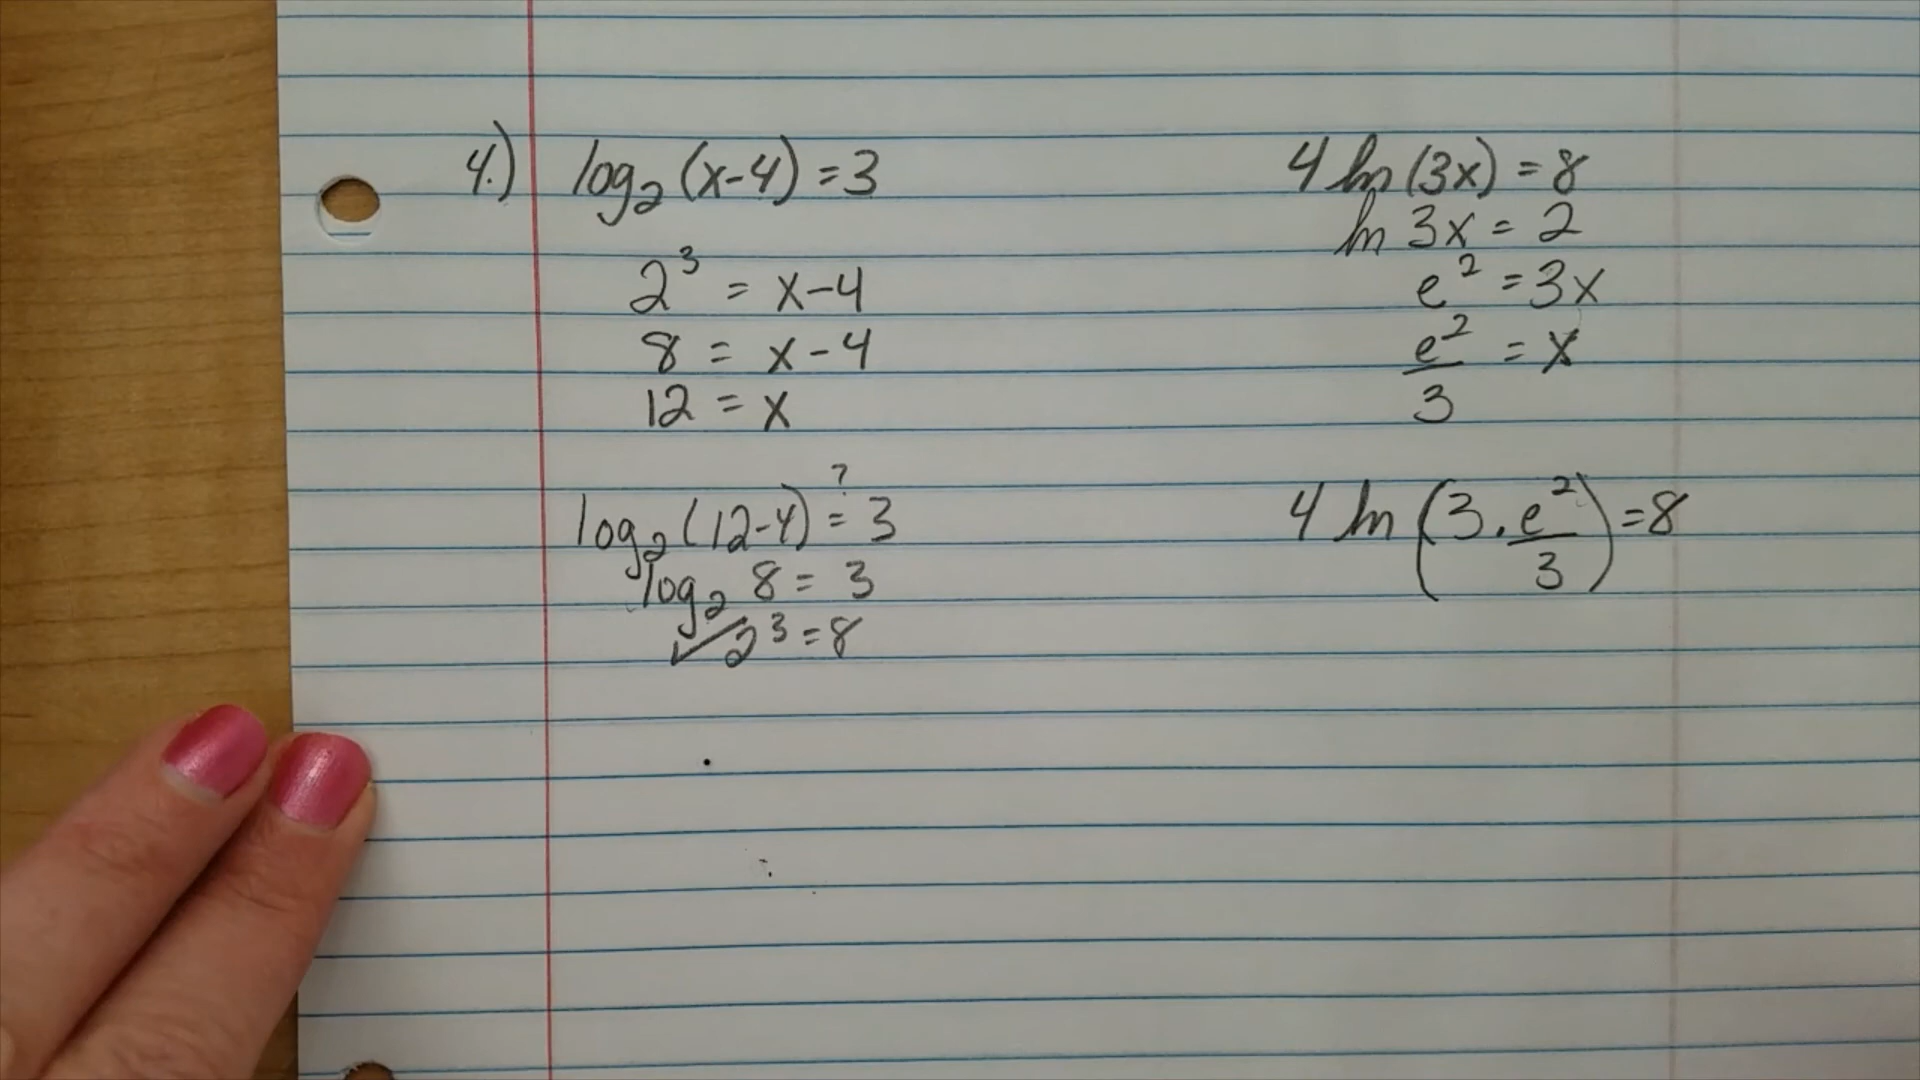 4.) log₂(x-4) = 3
2³ = x-4
8 = x-4
12 = x
log₂(12-4) ≟ 3
log₂ 8 = 3
✓ 2³ = 8
4 ln(3x) = 8
ln 3x = 2
e² = 3x
e²/3 = x
4 ln(3·e²/3) = 8